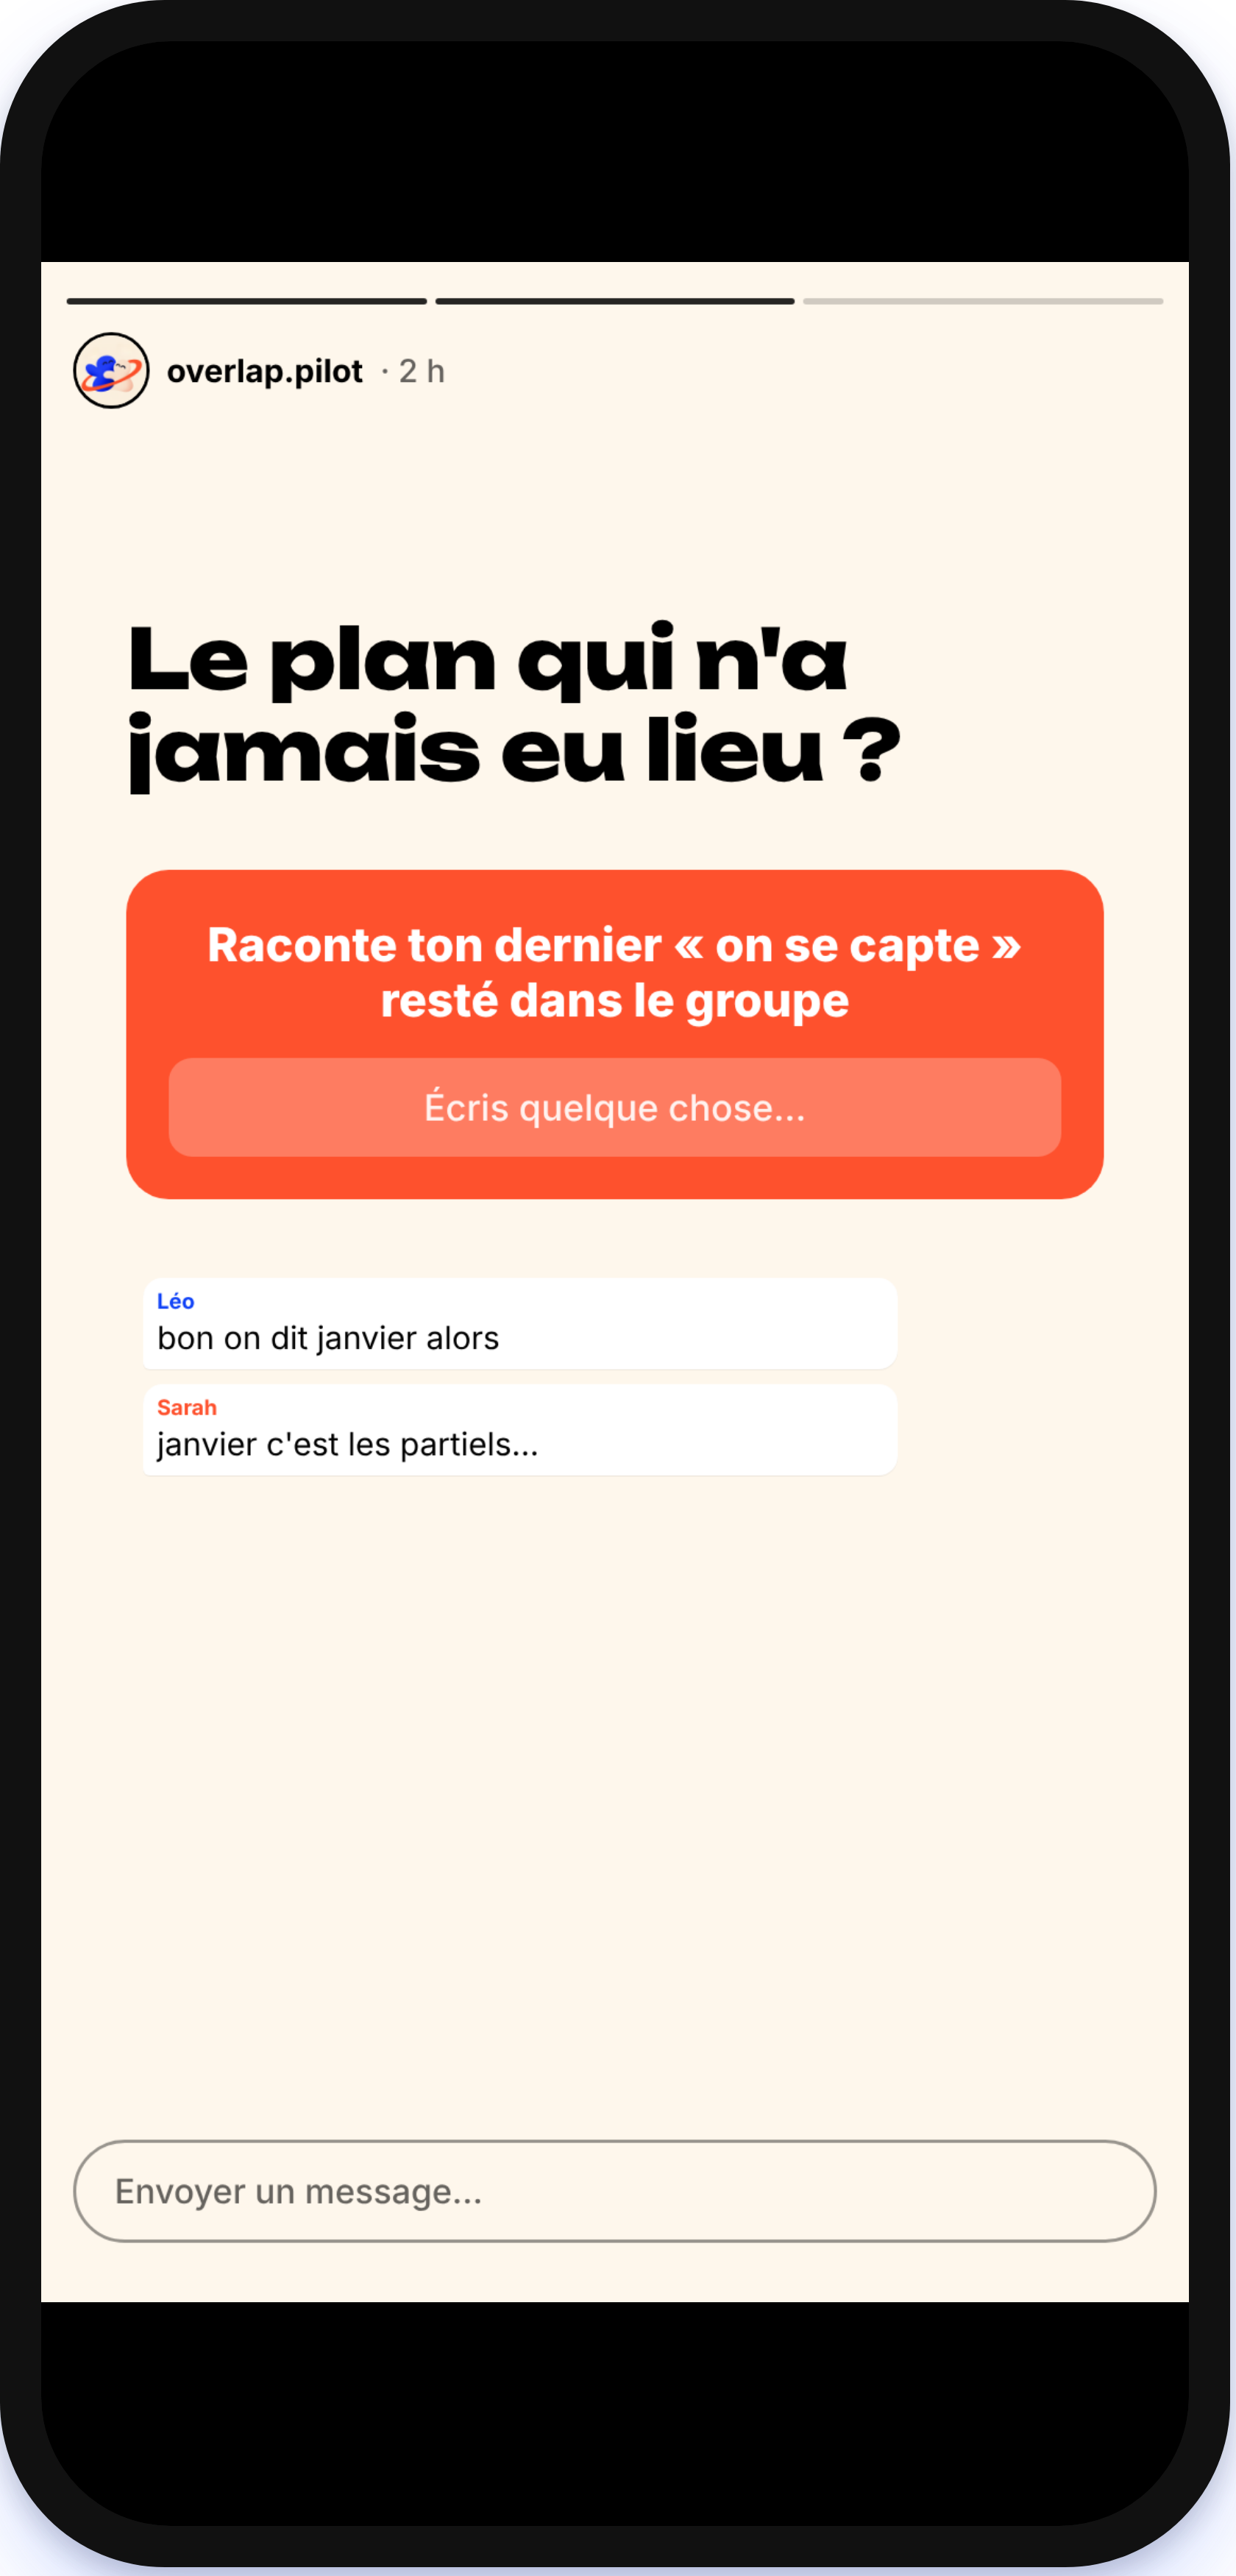 overlap.pilot · 2 h
Le plan qui n'a
jamais eu lieu ?
Raconte ton dernier « on se capte »
resté dans le groupe
Écris quelque chose...
Léo
bon on dit janvier alors
Sarah
janvier c'est les partiels...
Envoyer un message...